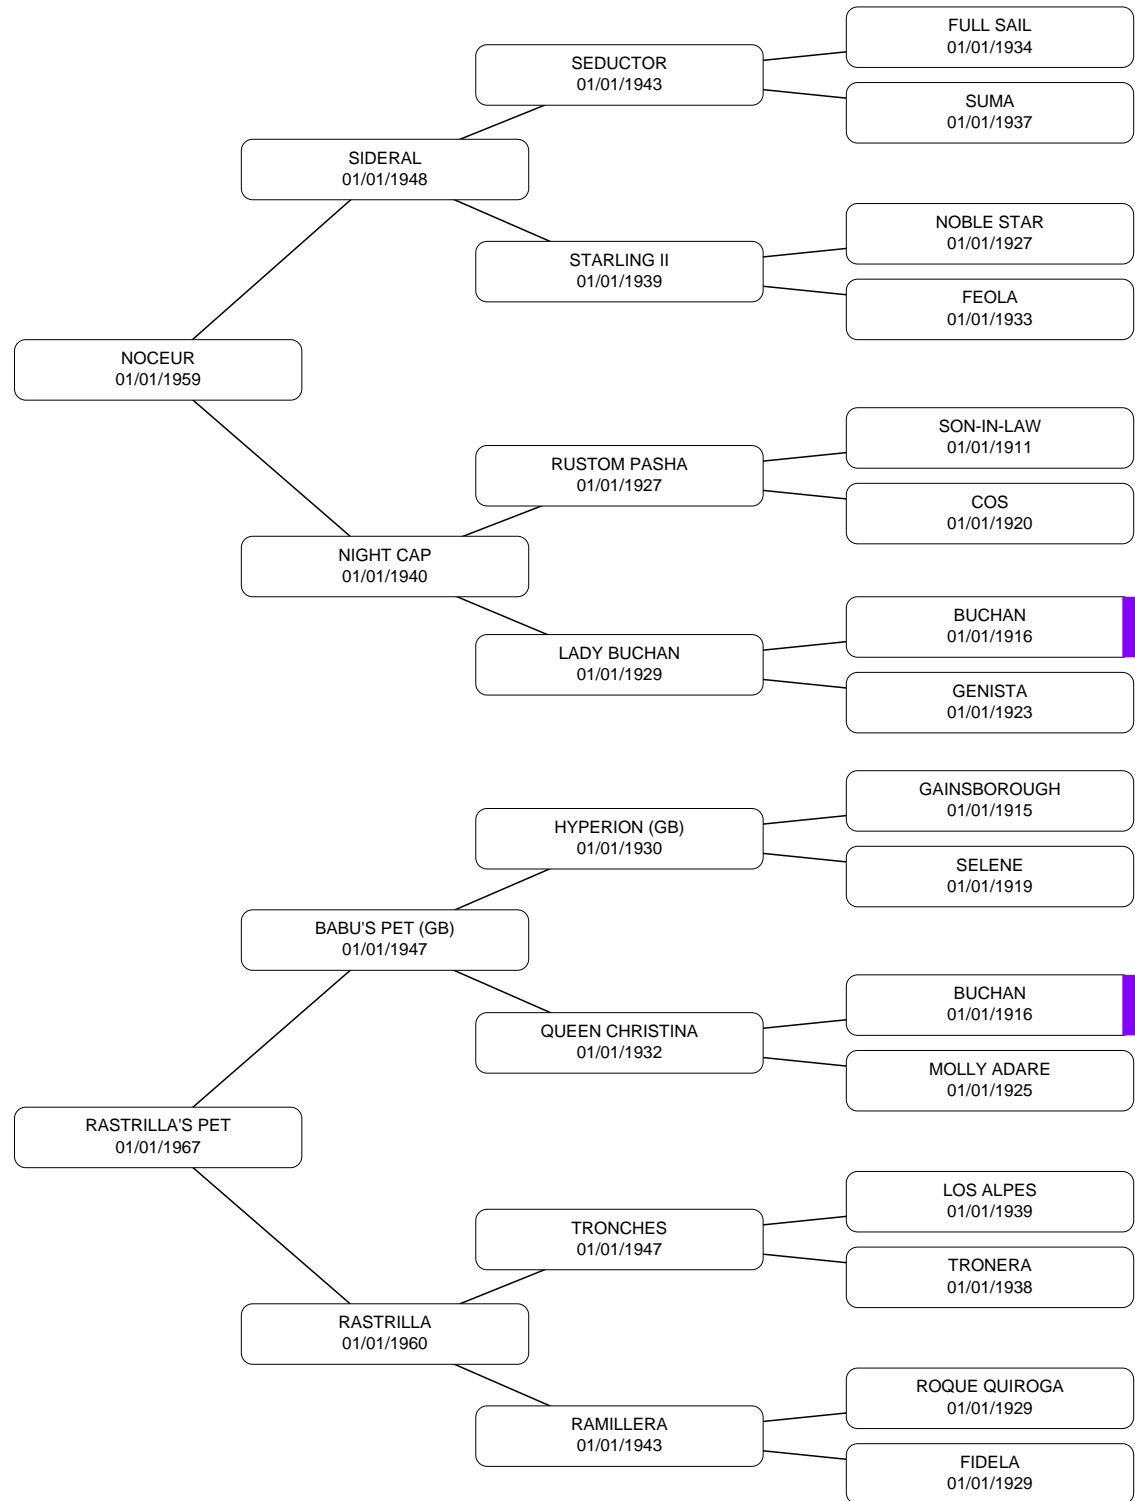 FULL SAIL
01/01/1934
SEDUCTOR
01/01/1943
SUMA
01/01/1937
SIDERAL
01/01/1948
NOBLE STAR
01/01/1927
STARLING II
01/01/1939
FEOLA
01/01/1933
NOCEUR
01/01/1959
SON-IN-LAW
01/01/1911
RUSTOM PASHA
01/01/1927
COS
01/01/1920
NIGHT CAP
01/01/1940
BUCHAN
01/01/1916
LADY BUCHAN
01/01/1929
GENISTA
01/01/1923
GAINSBOROUGH
01/01/1915
HYPERION (GB)
01/01/1930
SELENE
01/01/1919
BABU'S PET (GB)
01/01/1947
BUCHAN
01/01/1916
QUEEN CHRISTINA
01/01/1932
MOLLY ADARE
01/01/1925
RASTRILLA'S PET
01/01/1967
LOS ALPES
01/01/1939
TRONCHES
01/01/1947
TRONERA
01/01/1938
RASTRILLA
01/01/1960
ROQUE QUIROGA
01/01/1929
RAMILLERA
01/01/1943
FIDELA
01/01/1929